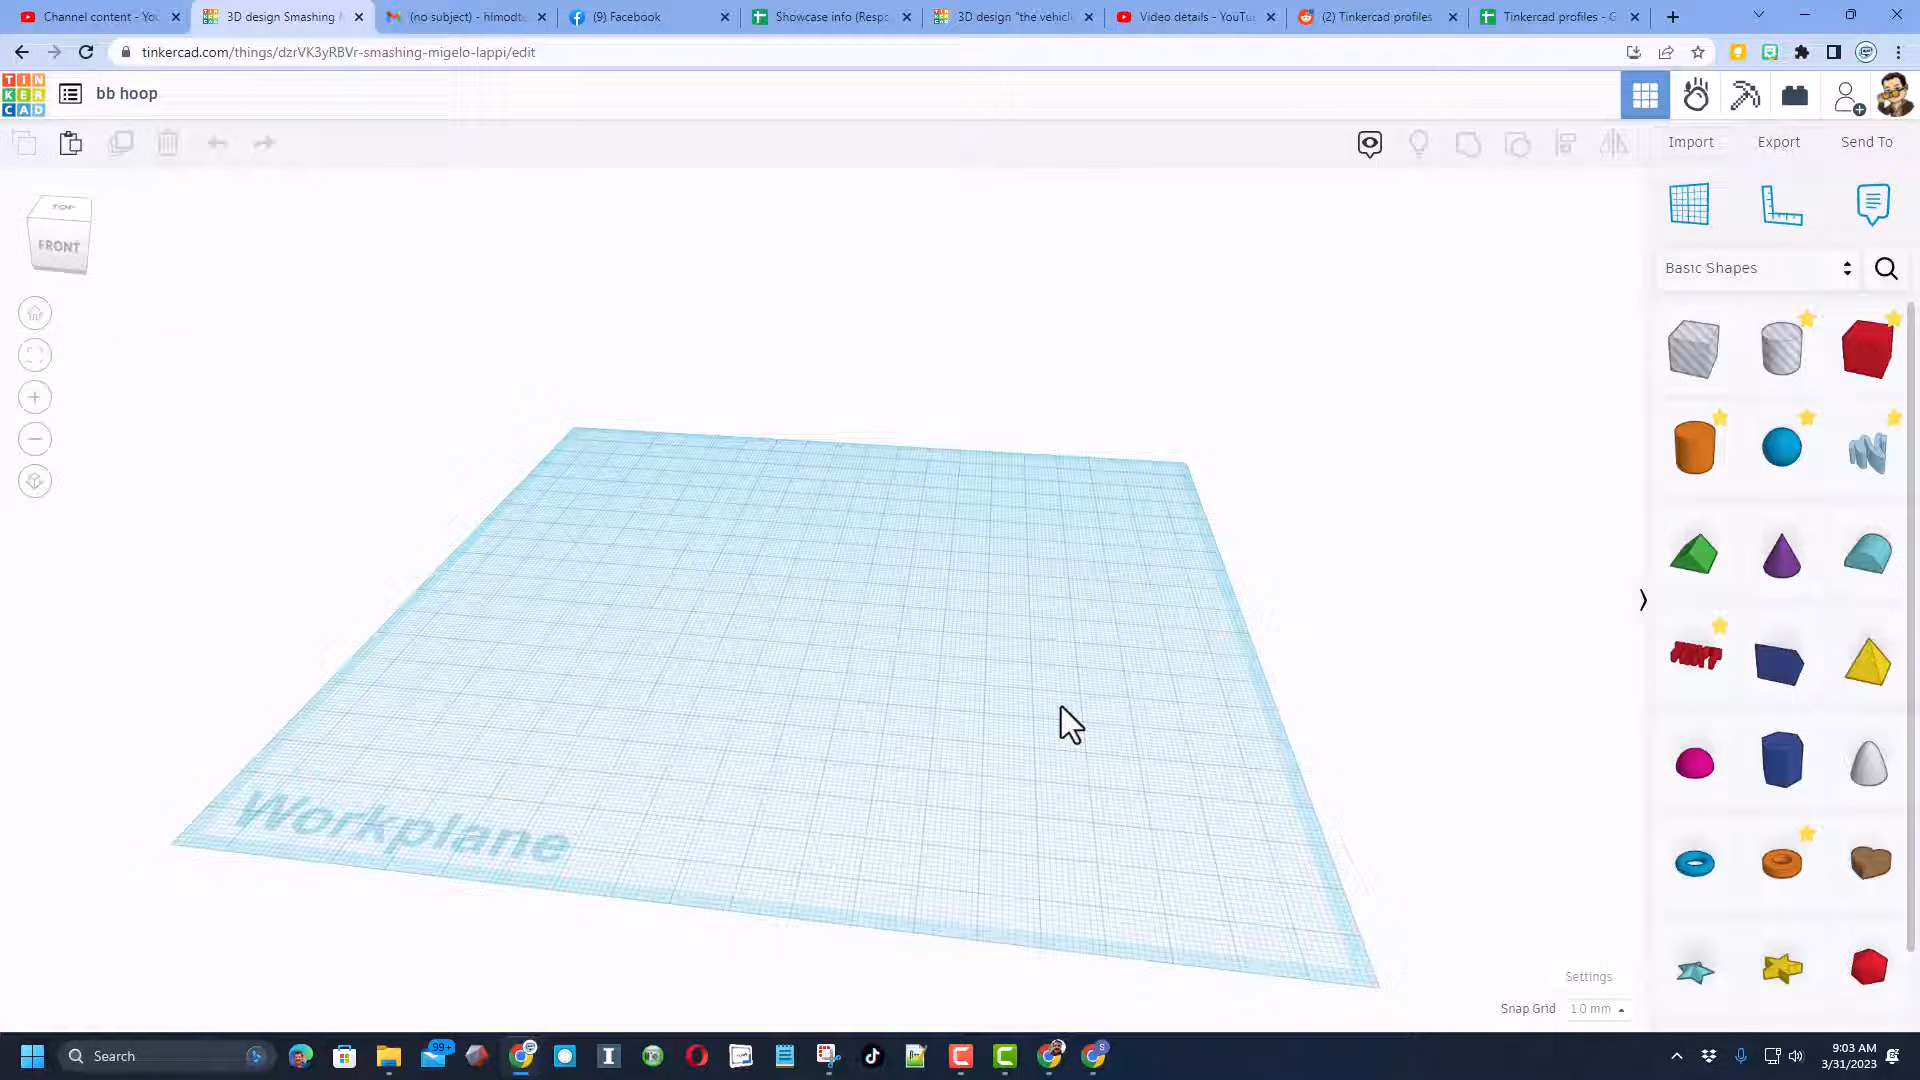 Channel content - You
3D design Smashing M
(no subject) - hlmodte
(9) Facebook
Showcase info (Resp
3D design "the vehicl
Video details - YouTu
(2) Tinkercad profiles
Tinkercad profiles - G
tinkercad.com/things/dzrVK3yRBVr-smashing-migelo-lappi/edit
TIN
KER
CAD
bb hoop
Import
Export
Send To
TOP
FRONT
Basic Shapes
Workplane
Settings
Snap Grid
1.0 mm
Search
99+
9:03 AM
3/31/2023